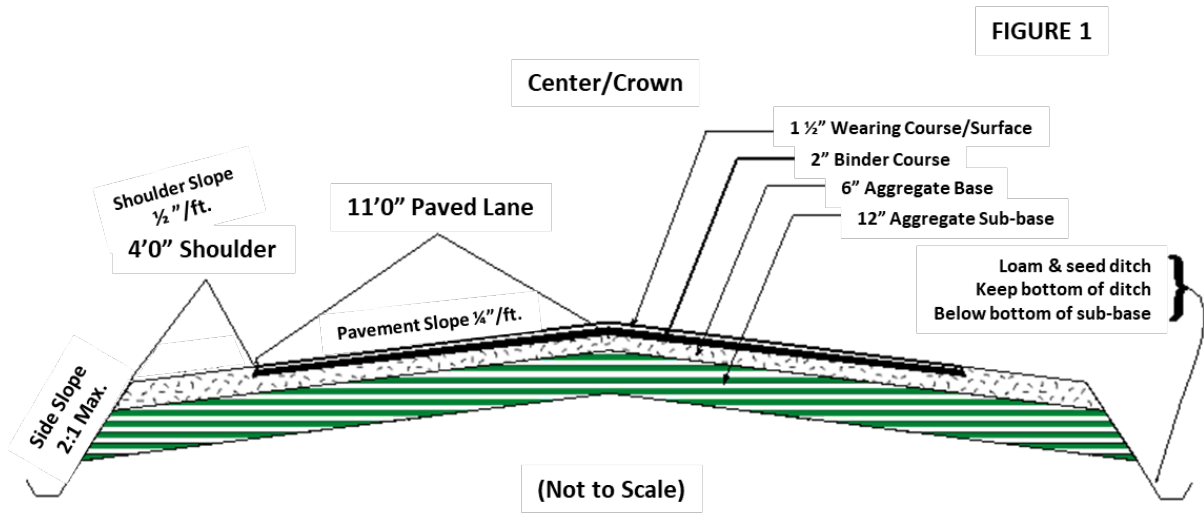 FIGURE 1
Center/Crown
1 ½” Wearing Course/Surface
2” Binder Course
6” Aggregate Base
12” Aggregate Sub-base
Shoulder Slope
½ ”/ft.
4’0” Shoulder
11’0” Paved Lane
Loam & seed ditch
Keep bottom of ditch
Below bottom of sub-base
Pavement Slope ¼”/ft.
Side Slope
2:1 Max.
(Not to Scale)